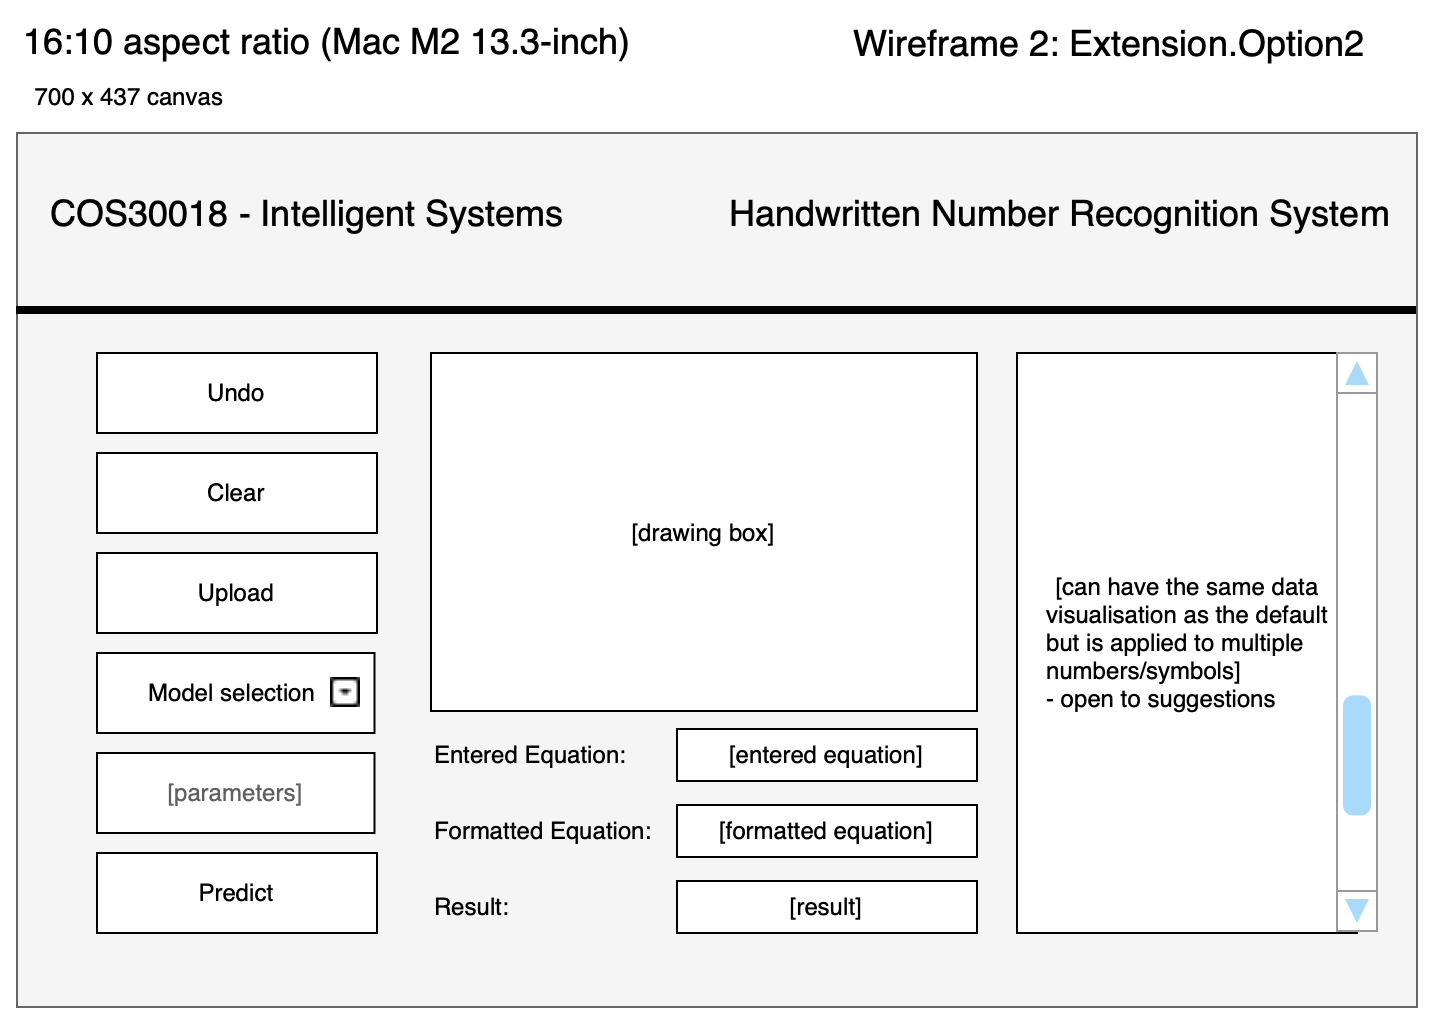 16:10 aspect ratio (Mac M2 13.3-inch)
Wireframe 2: Extension.Option2
700 x 437 canvas
COS30018 - Intelligent Systems
Handwritten Number Recognition System
Undo
Clear
Upload
Model selection
[parameters]
Predict
[drawing box]
Entered Equation:
[entered equation]
Formatted Equation:
[formatted equation]
Result:
[result]
[can have the same data
visualisation as the default
but is applied to multiple
numbers/symbols]
- open to suggestions